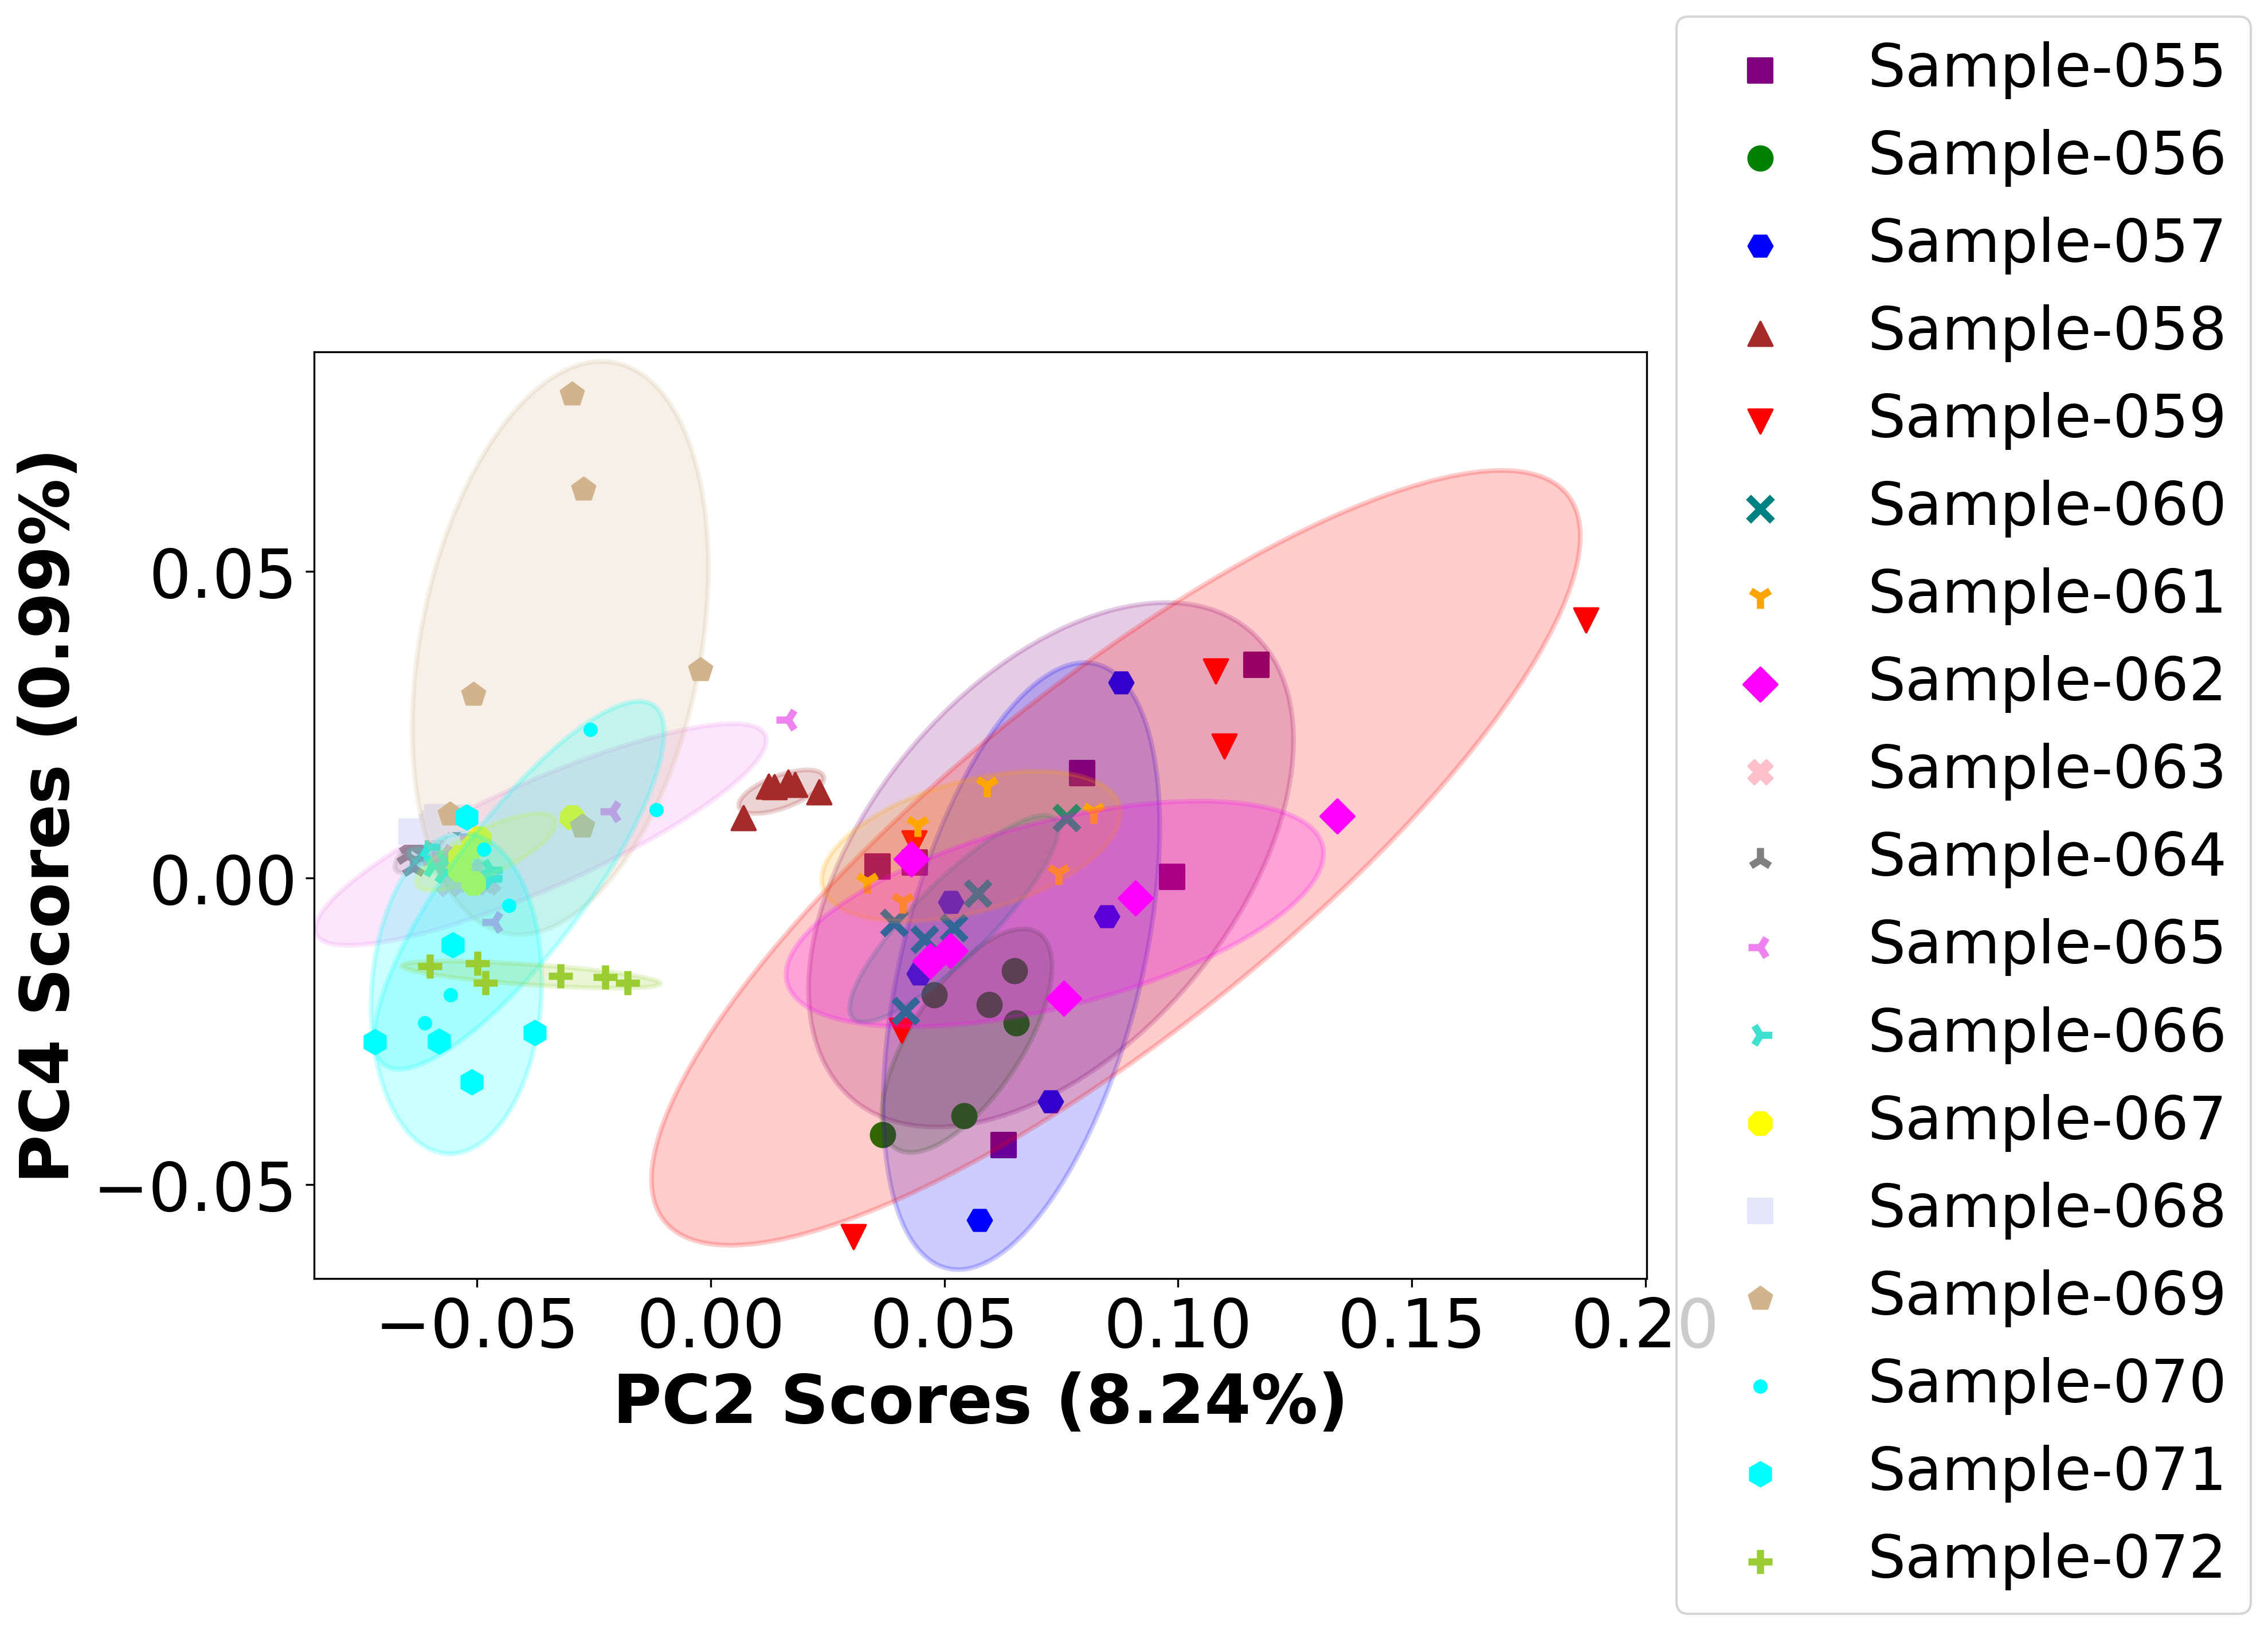 Sample-055
Sample-056
Sample-057
Sample-058
Sample-059
Sample-060
Sample-061
Sample-062
Sample-063
Sample-064
Sample-065
Sample-066
Sample-067
Sample-068
Sample-069
Sample-070
Sample-071
Sample-072
PC4 Scores (0.99%)
0.05
0.00
−0.05
−0.05 0.00 0.05 0.10 0.15 0.20
PC2 Scores (8.24%)